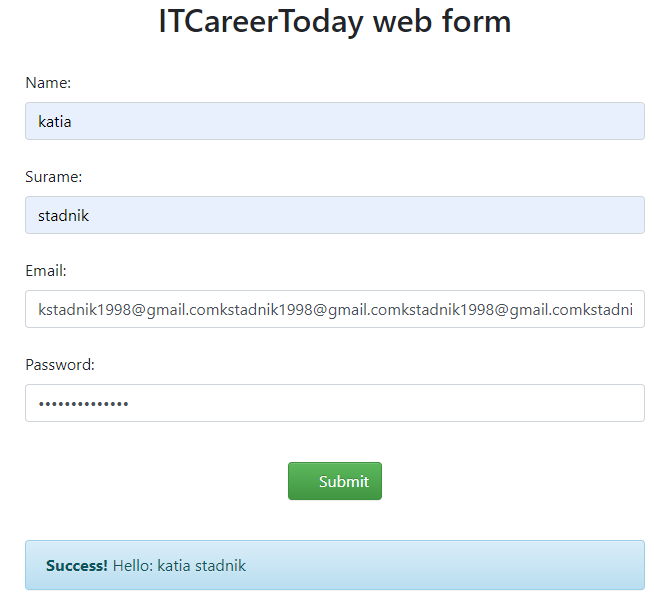 ITCareerToday web form
Name:
katia
Surame:
stadnik
Email:
kstadnik1998@gmail.comkstadnik1998@gmail.comkstadnik1998@gmail.comkstadni
Password:
••••••••••••••
Submit
Success! Hello: katia stadnik